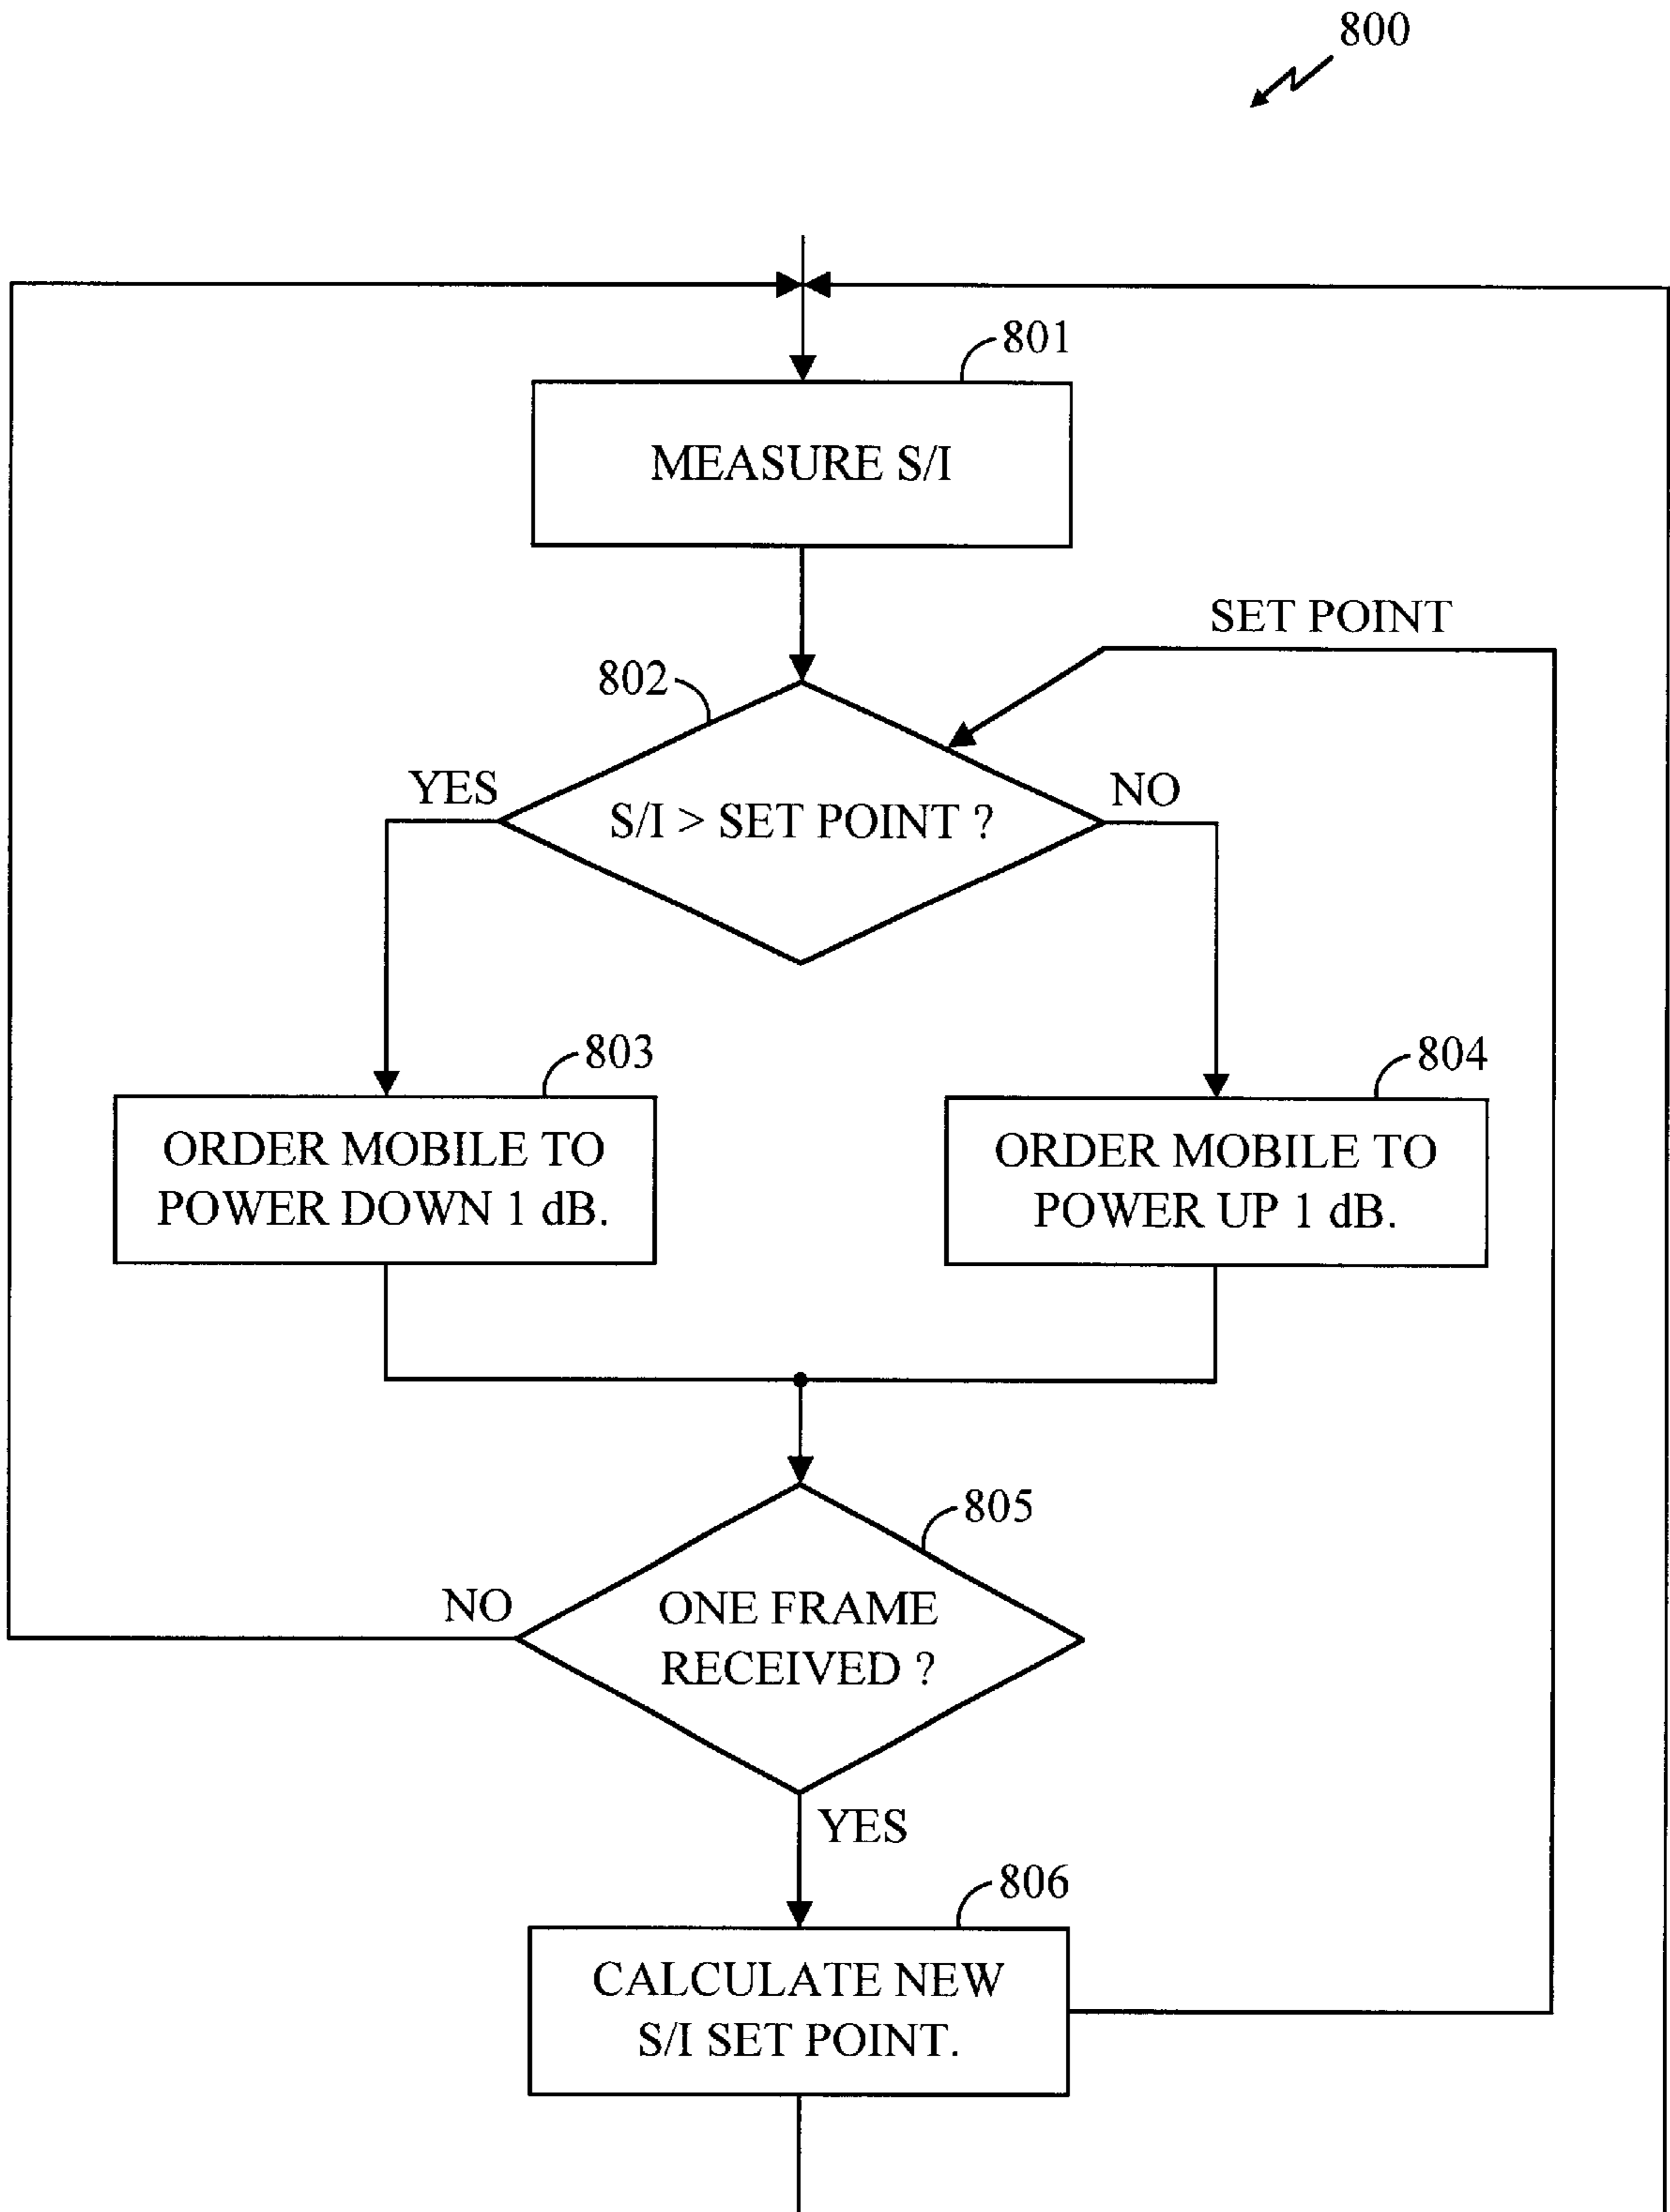 800
801
MEASURE S/I
SET POINT
802
YES
NO
S/I > SET POINT ?
803
804
ORDER MOBILE TO
POWER DOWN 1 dB.
ORDER MOBILE TO
POWER UP 1 dB.
805
NO
ONE FRAME
RECEIVED ?
YES
806
CALCULATE NEW
S/I SET POINT.